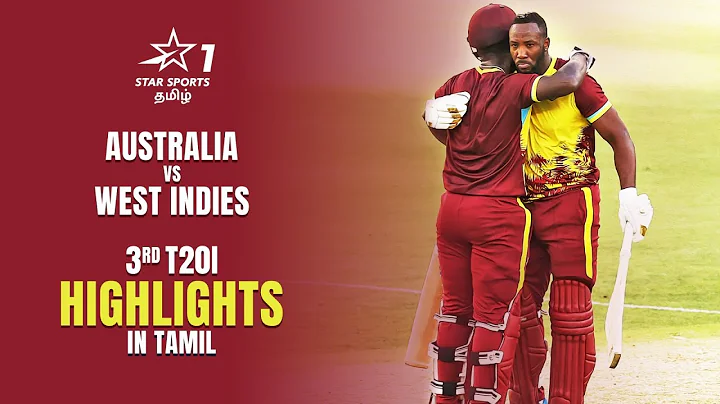 1
STAR SPORTS
தமிழ்
AUSTRALIA
VS
WEST INDIES
3RD T20I
HIGHLIGHTS
IN TAMIL